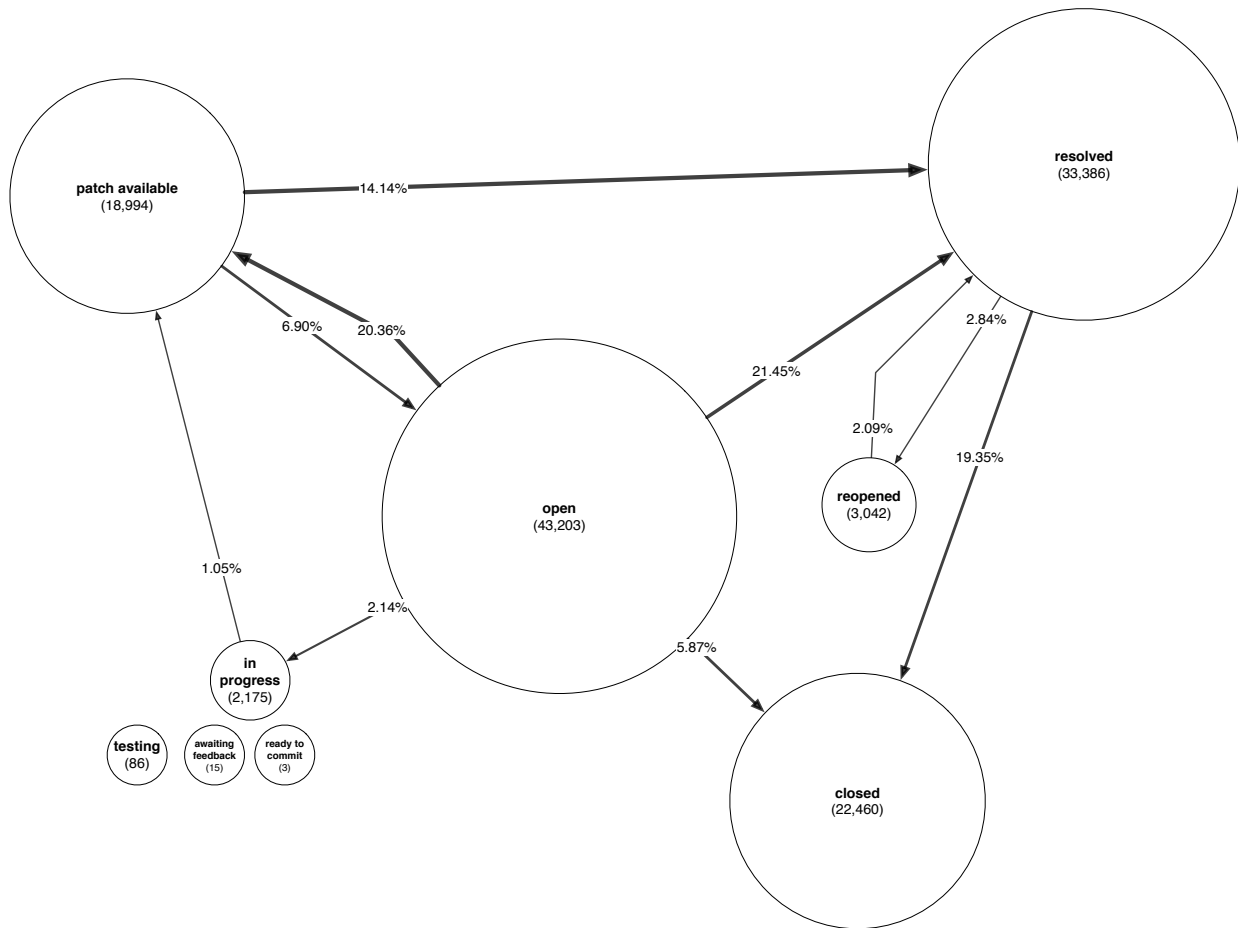 patch available
(18,994)
resolved
(33,386)
14.14%
6.90%
20.36%
2.84%
21.45%
2.09%
19.35%
reopened
(3,042)
open
(43,203)
1.05%
2.14%
5.87%
in
progress
(2,175)
testing
(86)
awaiting
feedback
(15)
ready to
commit
(3)
closed
(22,460)